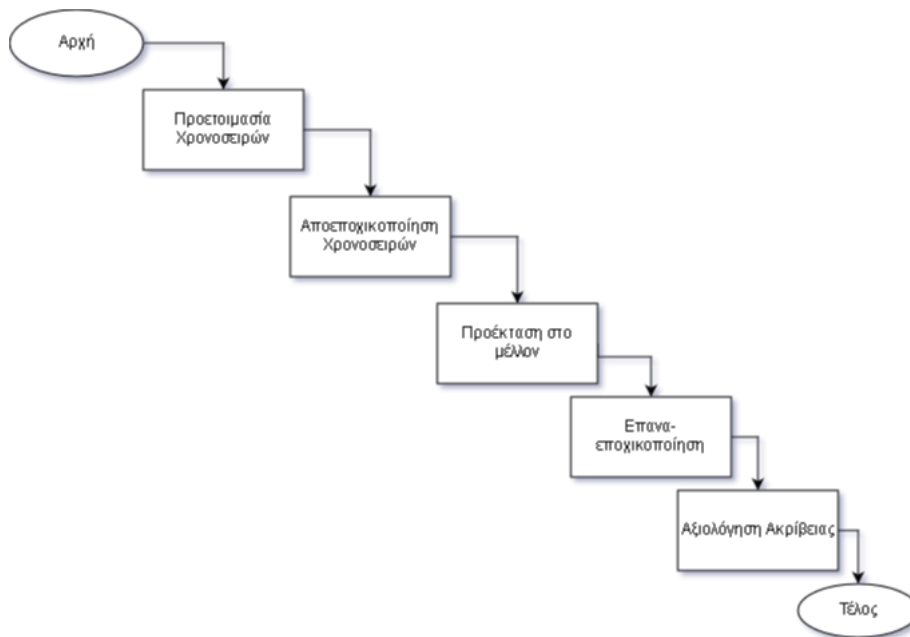 Αρχή
Προετοιμασία
Χρονοσειρών
Αποεποχικοποίηση
Χρονοσειρών
Προέκταση στο
μέλλον
Επανα-
εποχικοποίηση
Αξιολόγηση Ακρίβειας
Τέλος